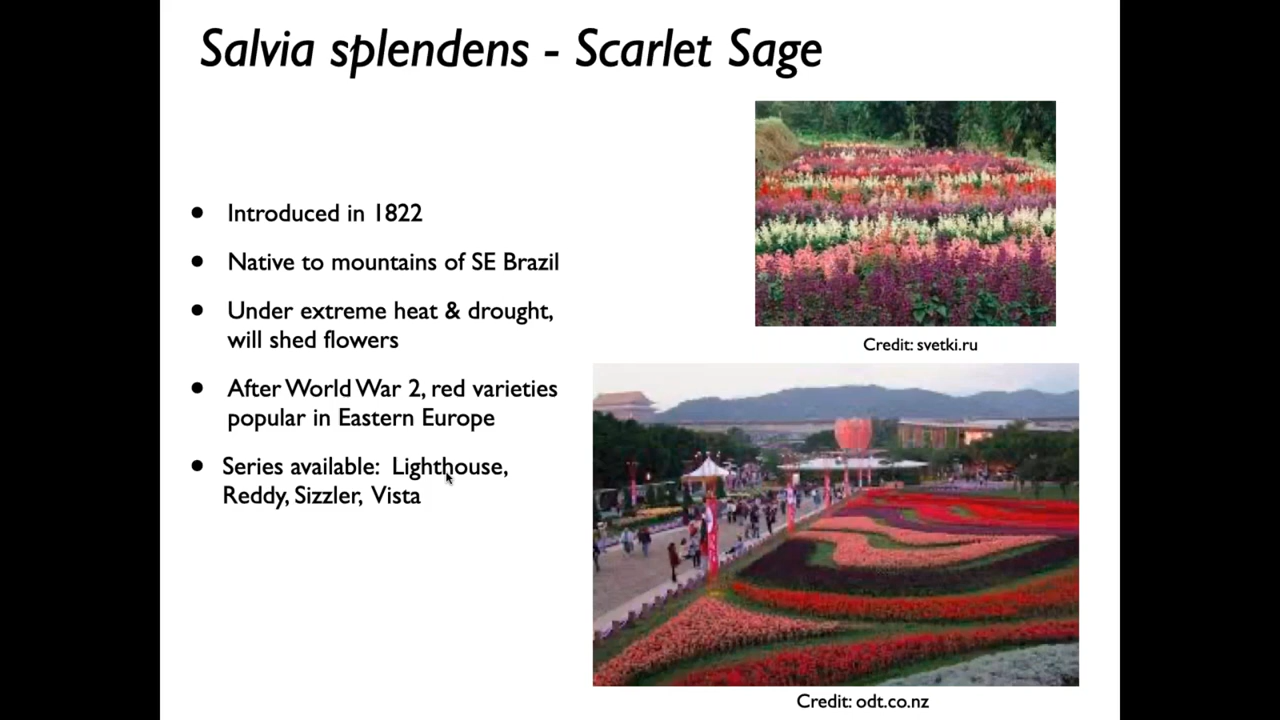 Salvia splendens - Scarlet Sage
• Introduced in 1822
• Native to mountains of SE Brazil
• Under extreme heat & drought,
will shed flowers
• After World War 2, red varieties
popular in Eastern Europe
• Series available: Lighthouse,
Reddy, Sizzler, Vista
Credit: svetki.ru
Credit: odt.co.nz